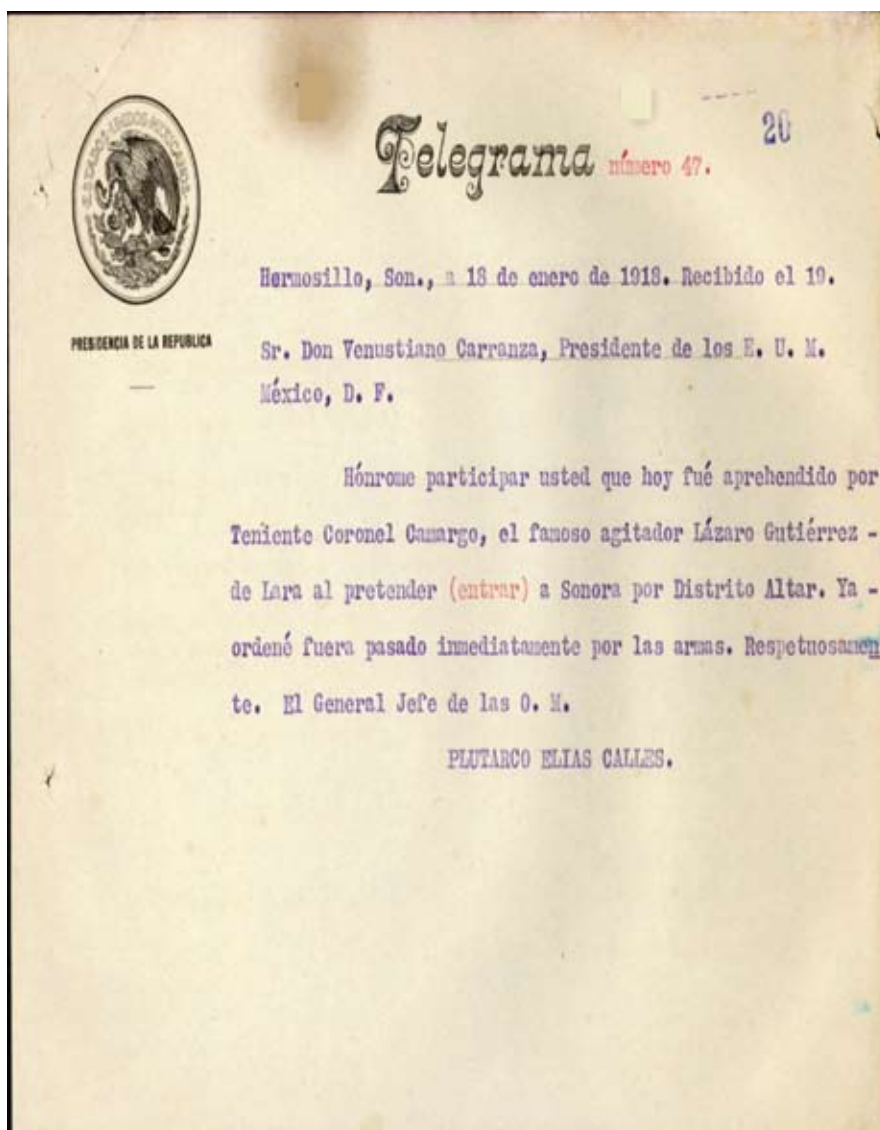 20
Telegrama número 47.
ESTADOS UNIDOS MEXICANOS
PRESIDENCIA DE LA REPUBLICA
Hermosillo, Son., a 18 de enero de 1918. Recibido el 19.
Sr. Don Venustiano Carranza, Presidente de los E. U. M.
México, D. F.
Hónrome participar usted que hoy fué aprehendido por
Teniente Coronel Camargo, el famoso agitador Lázaro Gutiérrez -
de Lara al pretender (entrar) a Sonora por Distrito Altar. Ya -
ordené fuera pasado inmediatamente por las armas. Respetuosamen
te. El General Jefe de las O. M.
PLUTARCO ELIAS CALLES.